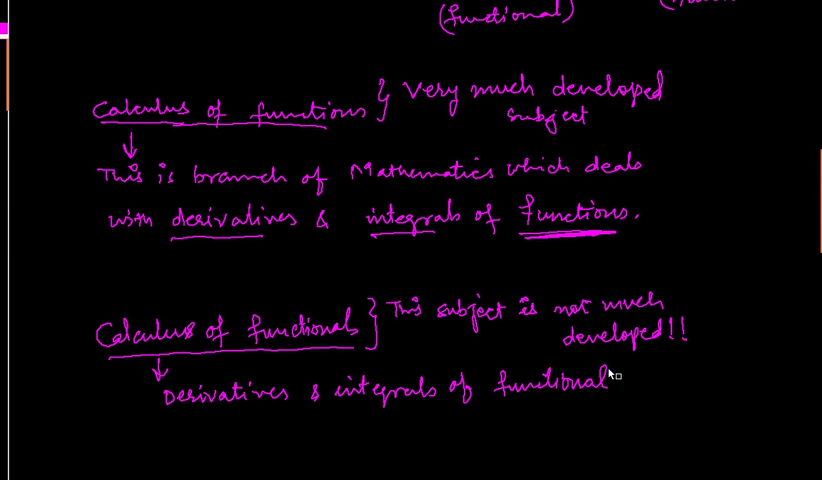 (functional)
Calculus of functions } Very much developed
subject
This is branch of Mathematics which deals
with derivatives & integrals of functions.
Calculus of functionals } This subject is not much
developed!!
Derivatives & integrals of functional